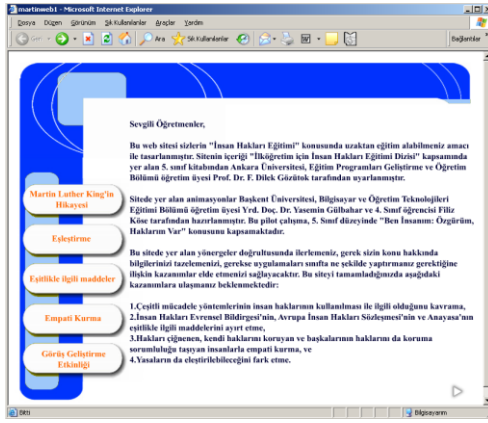 martinweb1 - Microsoft Internet Explorer
Dosya Düzen Görünüm Sık Kullanılanlar Araçlar Yardım
Geri Ara Sık Kullanılanlar Bağlantılar
Sevgili Öğretmenler,
Bu web sitesi sizlerin "İnsan Hakları Eğitimi" konusunda uzaktan eğitim alabilmeniz amacı
ile tasarlanmıştır. Sitenin içeriği "İlköğretim için İnsan Hakları Eğitimi Dizisi" kapsamında
yer alan 5. sınıf kitabından Ankara Üniversitesi, Eğitim Programları Geliştirme ve Öğretim
Bölümü öğretim üyesi Prof. Dr. F. Dilek Gözütok tarafından uyarlanmıştır.
Sitede yer alan animasyonlar Başkent Üniversitesi, Bilgisayar ve Öğretim Teknolojileri
Eğitimi Bölümü öğretim üyesi Yrd. Doç. Dr. Yasemin Gülbahar ve 4. Sınıf öğrencisi Filiz
Köse tarafından hazırlanmıştır. Bu pilot çalışma, 5. Sınıf düzeyinde "Ben İnsanım: Özgürüm,
Haklarım Var" konusunu kapsamaktadır.
Bu sitede yer alan yönergeler doğrultusunda ilerlemeniz, gerek sizin konu hakkında
bilgilerinizi tazelemenizi, gerekse uygulamaları sınıfta ne şekilde yaptırmanız gerektiğine
ilişkin kazanımlar elde etmenizi sağlayacaktır. Bu siteyi tamamladığınızda aşağıdaki
kazanımlara ulaşmanız beklenmektedir:
1.Çeşitli mücadele yöntemlerinin insan haklarının kullanılması ile ilgili olduğunu kavrama,
2.İnsan Hakları Evrensel Bildirgesi'nin, Avrupa İnsan Hakları Sözleşmesi'nin ve Anayasa'nın
eşitlikle ilgili maddelerini ayırt etme,
3.Hakları çiğnenen, kendi haklarını koruyan ve başkalarının haklarını da koruma
sorumluluğu taşıyan insanlarla empati kurma, ve
4.Yasaların da eleştirilebileceğini fark etme.
Martin Luther King'in
Hikayesi
Eşleştirme
Eşitlikle ilgili maddeler
Empati Kurma
Görüş Geliştirme
Etkinliği
Bitti Bilgisayarım